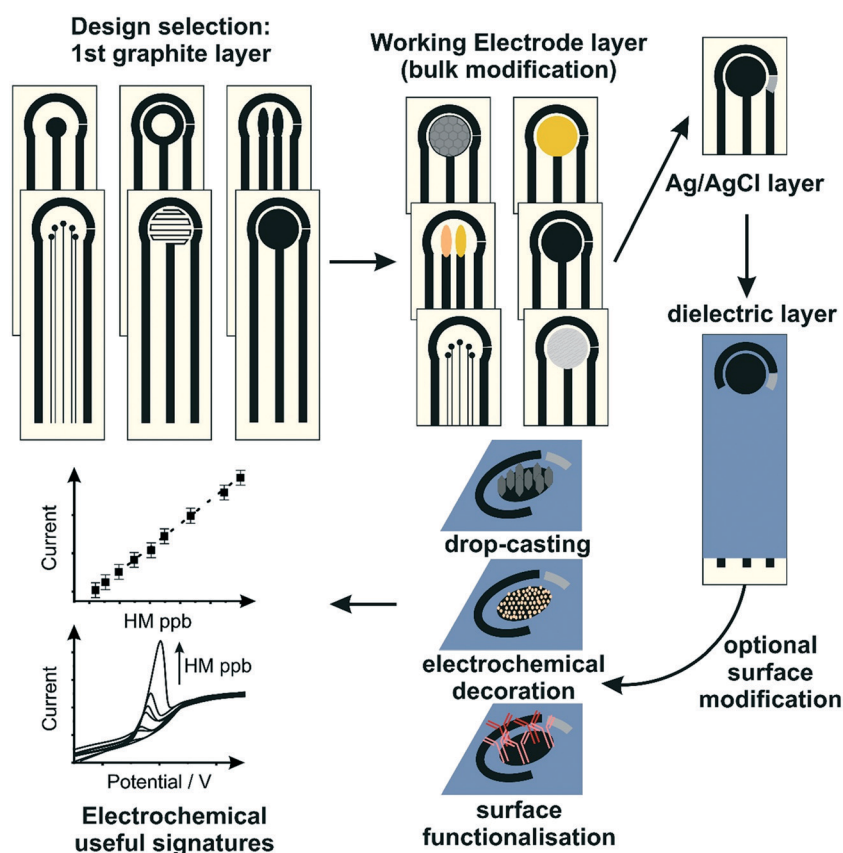 Design selection:
1st graphite layer
Working Electrode layer
(bulk modification)
Ag/AgCl layer
dielectric layer
optional
surface
modification
drop-casting
electrochemical
decoration
surface
functionalisation
Current
HM ppb
HM ppb
Current
Potential / V
Electrochemical
useful signatures